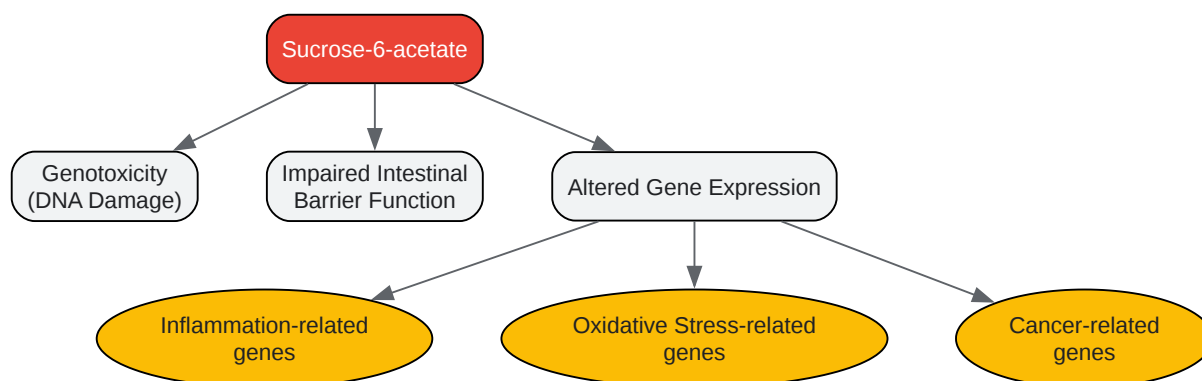 Sucrose-6-acetate
Genotoxicity
(DNA Damage)
Impaired Intestinal
Barrier Function
Altered Gene Expression
Inflammation-related
genes
Oxidative Stress-related
genes
Cancer-related
genes